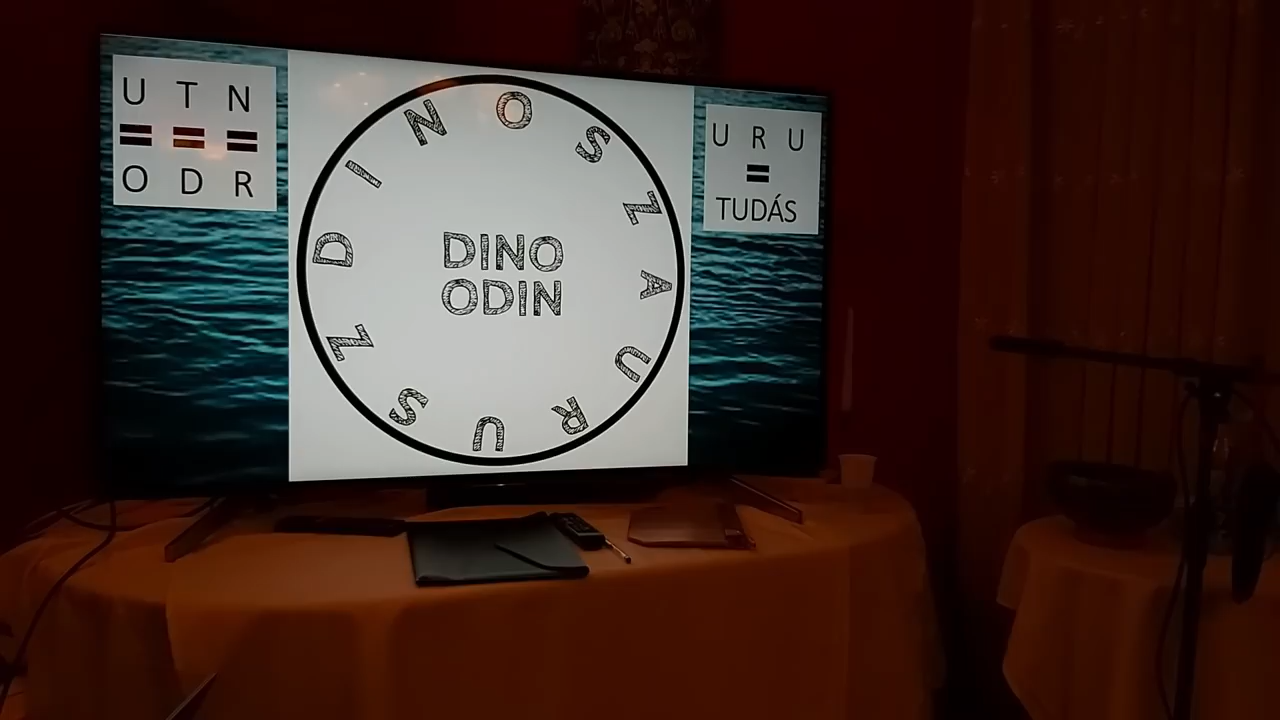 U T N
= = =
O D R
DINOSZAURUSZ
DINO
ODIN
U R U
=
TUDÁS